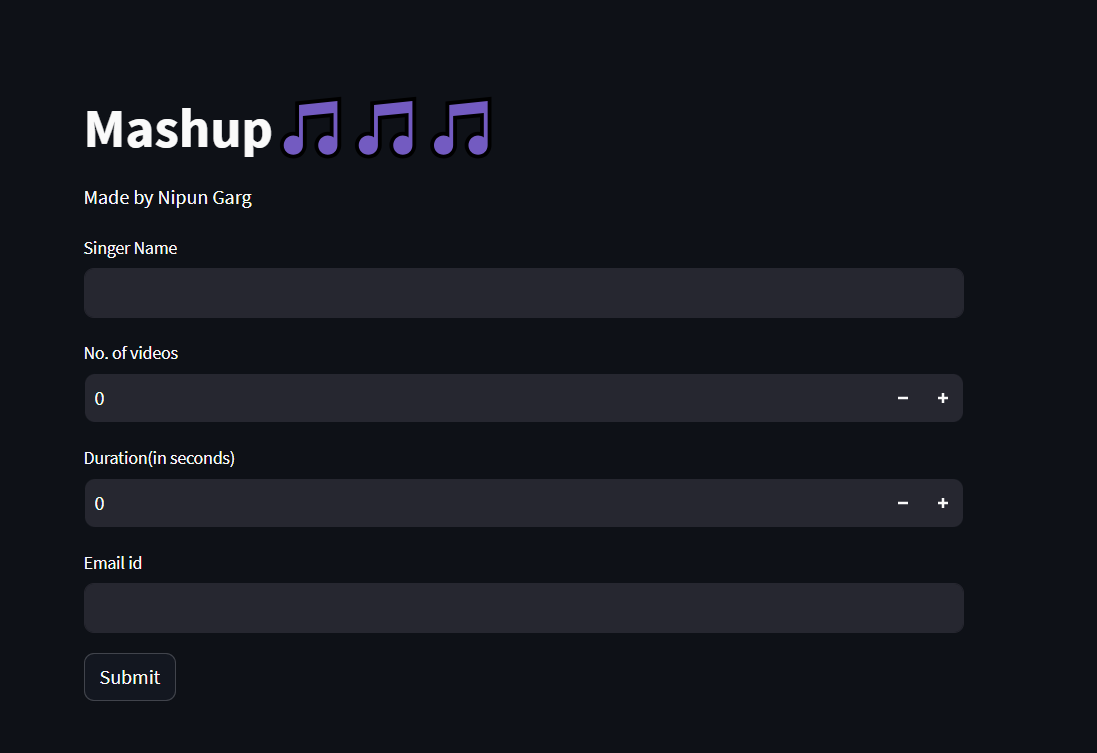 Mashup 🎵🎵🎵
Made by Nipun Garg
Singer Name
No. of videos
0 − +
Duration(in seconds)
0 − +
Email id
Submit